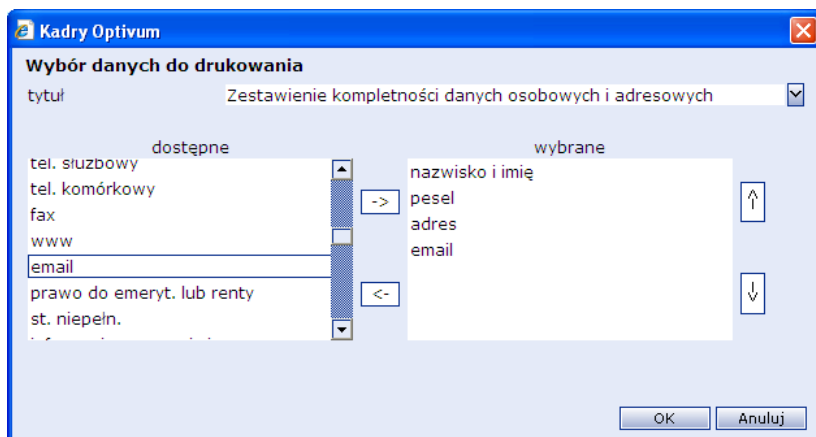 Kadry Optivum
Wybór danych do drukowania
tytuł Zestawienie kompletności danych osobowych i adresowych
dostępne
tel. służbowy
tel. komórkowy
fax
www
email
prawo do emeryt. lub renty
st. niepełn.
->
<-
wybrane
nazwisko i imię
pesel
adres
email
OK Anuluj